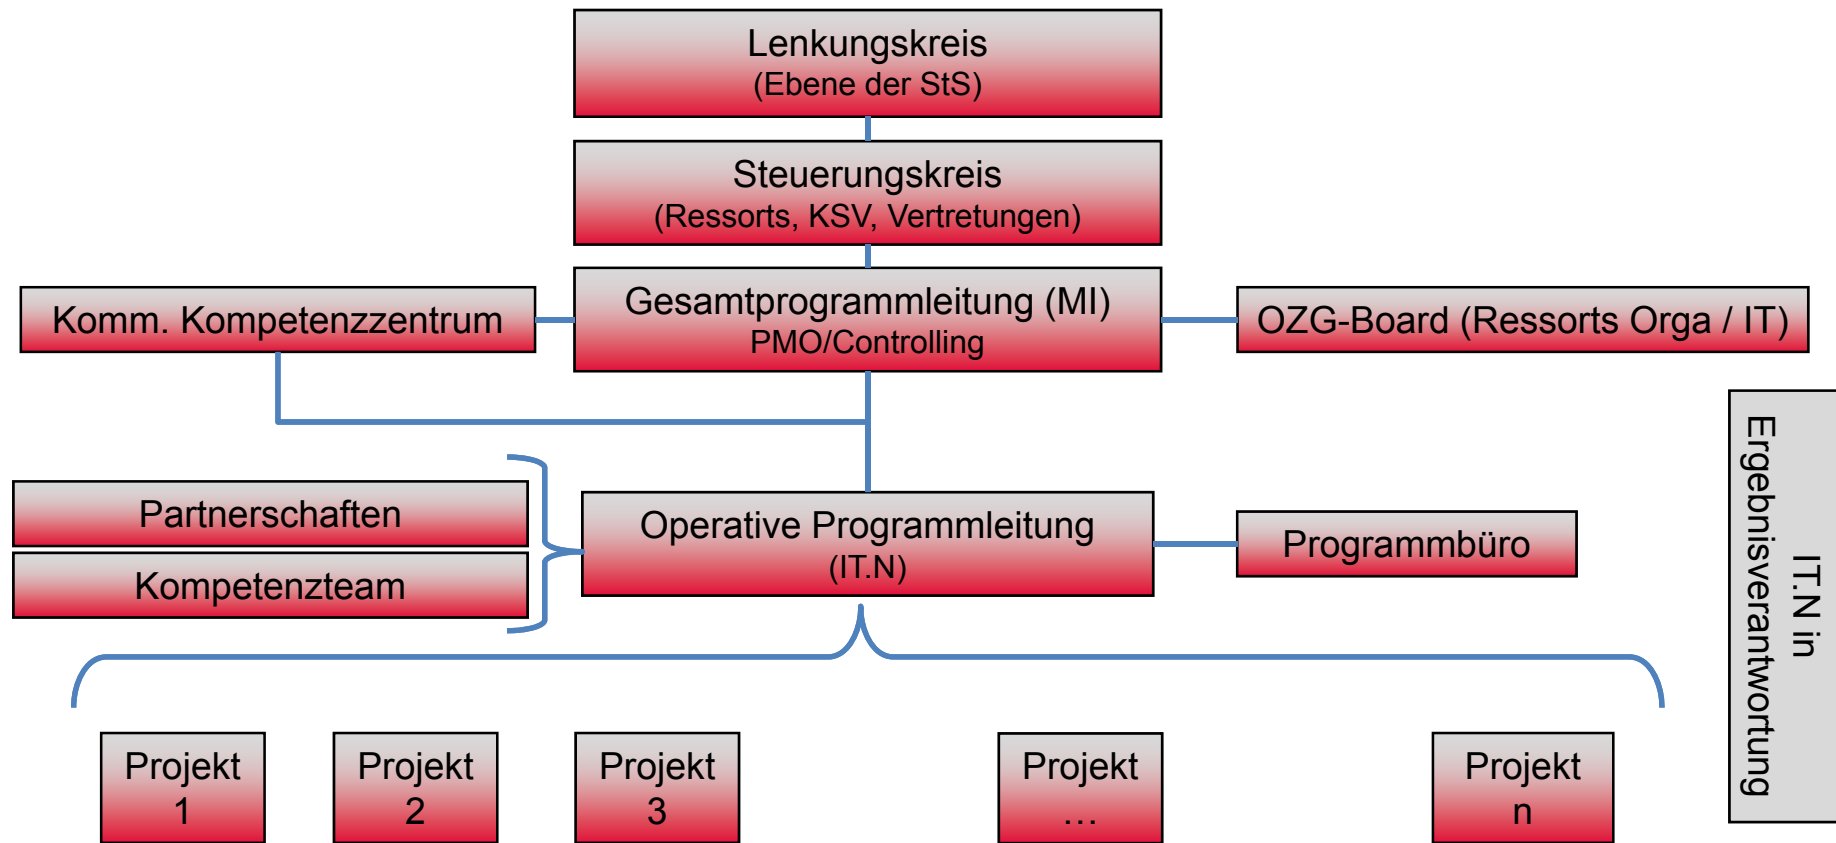 Lenkungskreis
(Ebene der StS)
Steuerungskreis
(Ressorts, KSV, Vertretungen)
Komm. Kompetenzzentrum
Gesamtprogrammleitung (MI)
PMO/Controlling
OZG-Board (Ressorts Orga / IT)
Partnerschaften
Kompetenzteam
Operative Programmleitung
(IT.N)
Programmbüro
IT.N in
Ergebnisverantwortung
Projekt
1
Projekt
2
Projekt
3
Projekt
…
Projekt
n